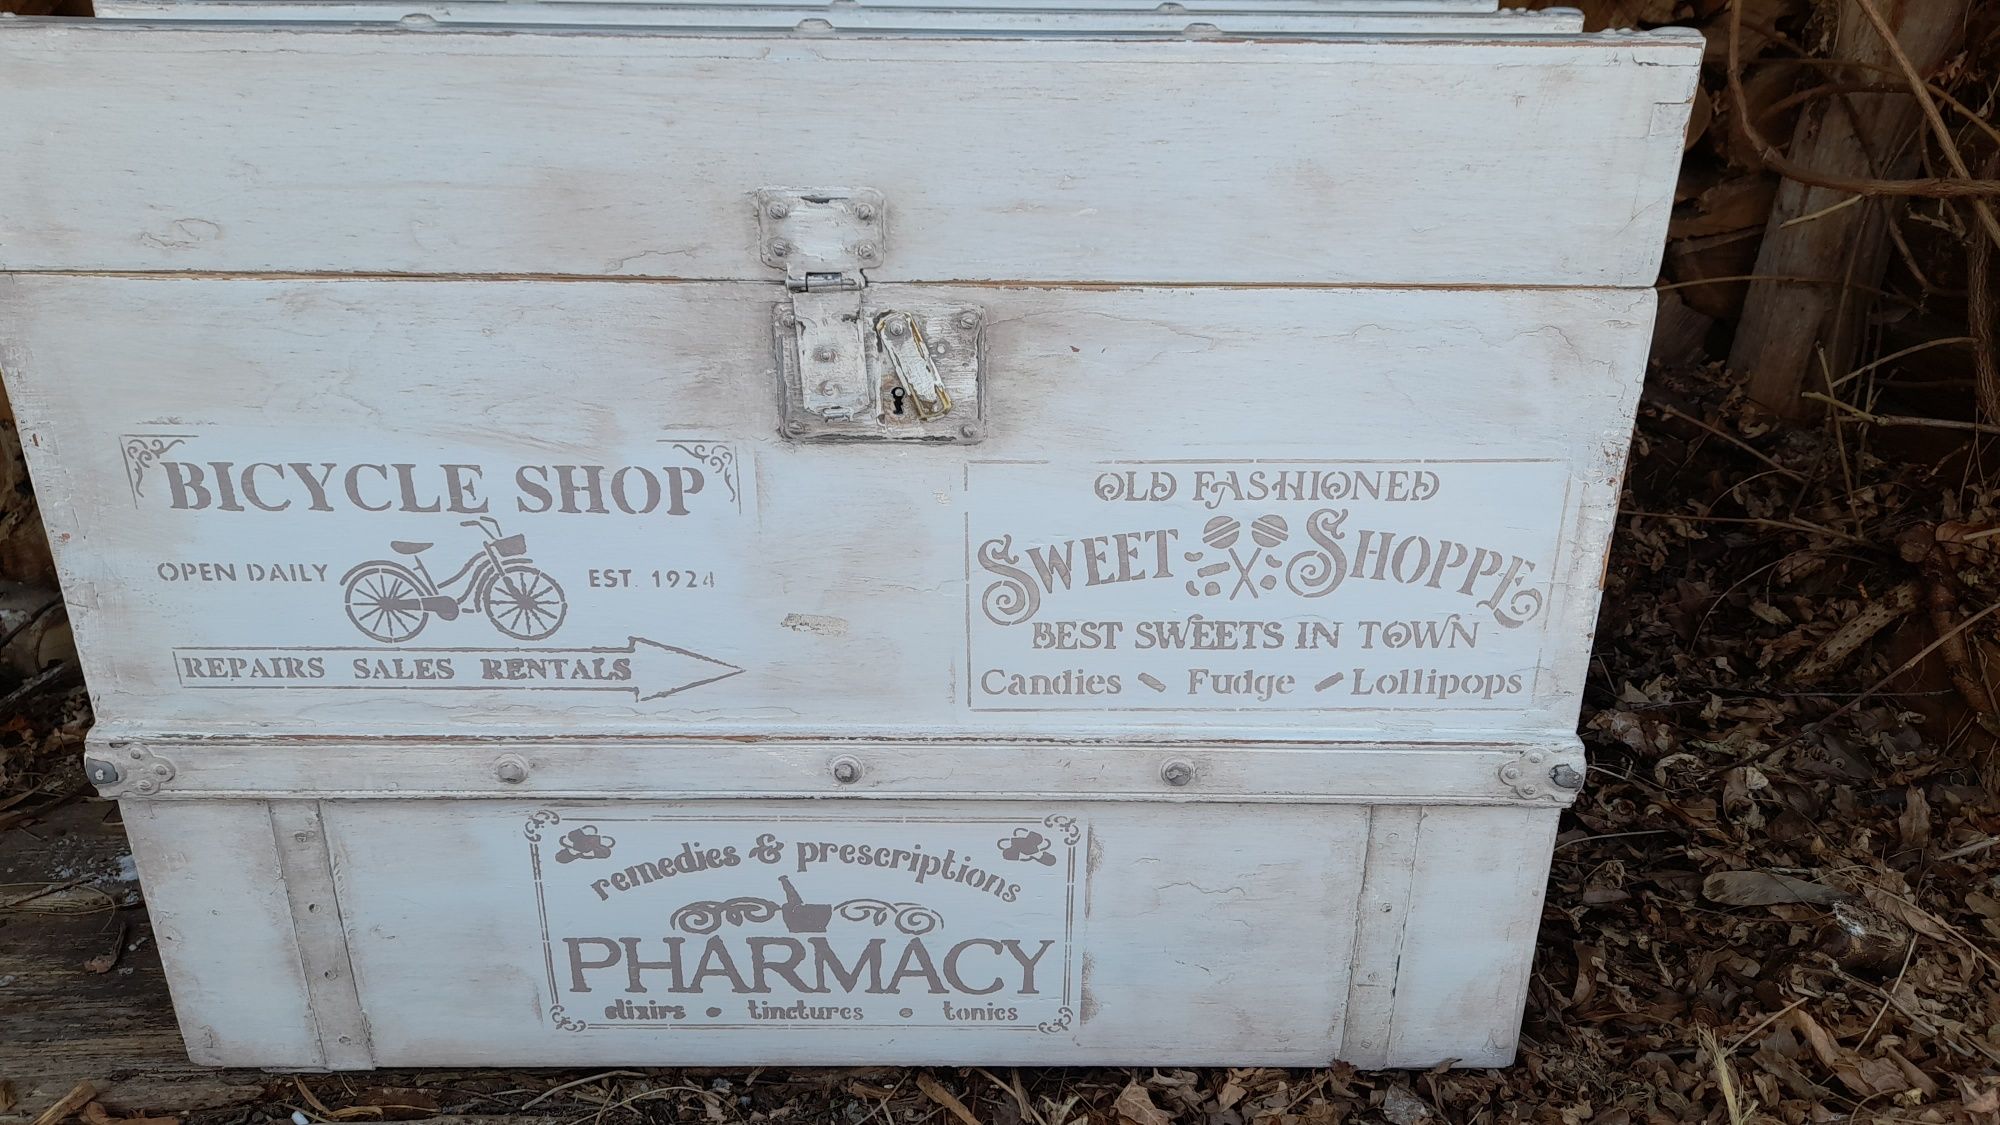 BICYCLE SHOP
OPEN DAILY EST. 1924
REPAIRS SALES RENTALS
OLD FASHIONED
SWEET SHOPPE
BEST SWEETS IN TOWN
Candies - Fudge - Lollipops
remedies & prescriptions
PHARMACY
elixirs • tinctures • tonics